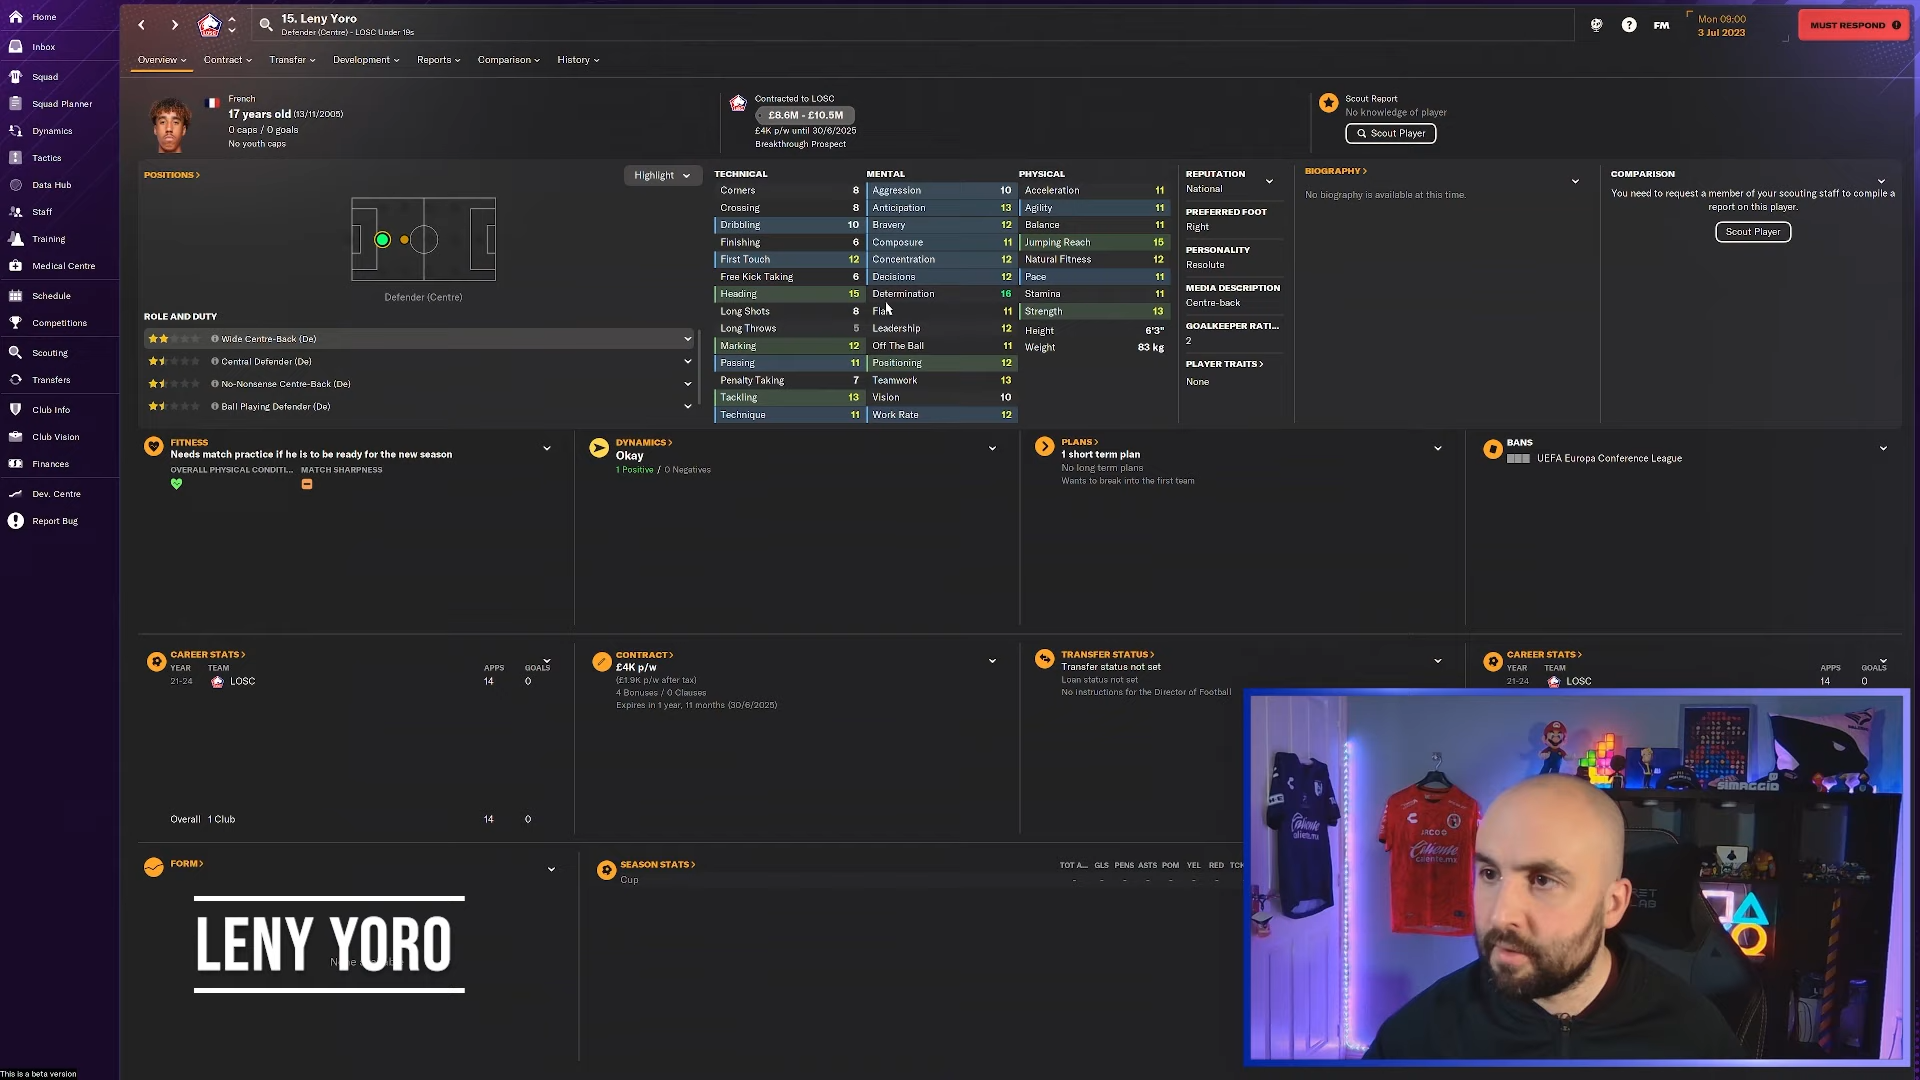 Home
Inbox
Squad
Squad Planner
Dynamics
Tactics
Data Hub
Staff
Training
Medical Centre
Schedule
Competitions
Scouting
Transfers
Club Info
Club Vision
Finances
Dev. Centre
Report Bug
This is a beta version
15. Leny Yoro
Defender (Centre) - LOSC Under 19s
FM
Mon 09:00
3 Jul 2023
MUST RESPOND
Overview
Contract
Transfer
Development
Reports
Comparison
History
French
17 years old (13/11/2005)
0 caps / 0 goals
No youth caps
Contracted to LOSC
£8.6M - £10.5M
£4K p/w until 30/6/2025
Breakthrough Prospect
Scout Report
No knowledge of player
Scout Player
POSITIONS
Highlight
Defender (Centre)
ROLE AND DUTY
Wide Centre-Back (De)
Central Defender (De)
No-Nonsense Centre-Back (De)
Ball Playing Defender (De)
TECHNICAL
Corners 8
Crossing 8
Dribbling 10
Finishing 6
First Touch 12
Free Kick Taking 6
Heading 15
Long Shots 8
Long Throws 5
Marking 12
Passing 11
Penalty Taking 7
Tackling 13
Technique 11
MENTAL
Aggression 10
Anticipation 13
Bravery 12
Composure 11
Concentration 12
Decisions 12
Determination 16
11
Leadership 12
Off The Ball 11
Positioning 12
Teamwork 13
Vision 10
Work Rate 12
PHYSICAL
Acceleration 11
Agility 11
Balance 11
Jumping Reach 15
Natural Fitness 12
Pace 11
Stamina 11
Strength 13
Height 6'3"
Weight 83 kg
REPUTATION
National
PREFERRED FOOT
Right
PERSONALITY
Resolute
MEDIA DESCRIPTION
Centre-back
GOALKEEPER RATI...
2
PLAYER TRAITS
None
BIOGRAPHY
No biography is available at this time.
COMPARISON
You need to request a member of your scouting staff to compile a
report on this player.
Scout Player
FITNESS
Needs match practice if he is to be ready for the new season
OVERALL PHYSICAL CONDITI... MATCH SHARPNESS
DYNAMICS
Okay
1 Positive / 0 Negatives
PLANS
1 short term plan
No long term plans
Wants to break into the first team
BANS
UEFA Europa Conference League
CAREER STATS
YEAR TEAM APPS GOALS
21-24 LOSC 14 0
Overall 1 Club 14 0
CONTRACT
£4K p/w
(£1.9K p/w after tax)
4 Bonuses / 0 Clauses
Expires in 1 year, 11 months (30/6/2025)
TRANSFER STATUS
Transfer status not set
Loan status not set
No instructions for the Director of Football
CAREER STATS
YEAR TEAM APPS GOALS
21-24 LOSC 14 0
FORM
LENY YORO
SEASON STATS
TOT A... GLS PENS ASTS POM YEL RED TCK
Cup
SIMAGGIO
Caliente
aliente.mx
ARCO
Caliente
caliente.mx